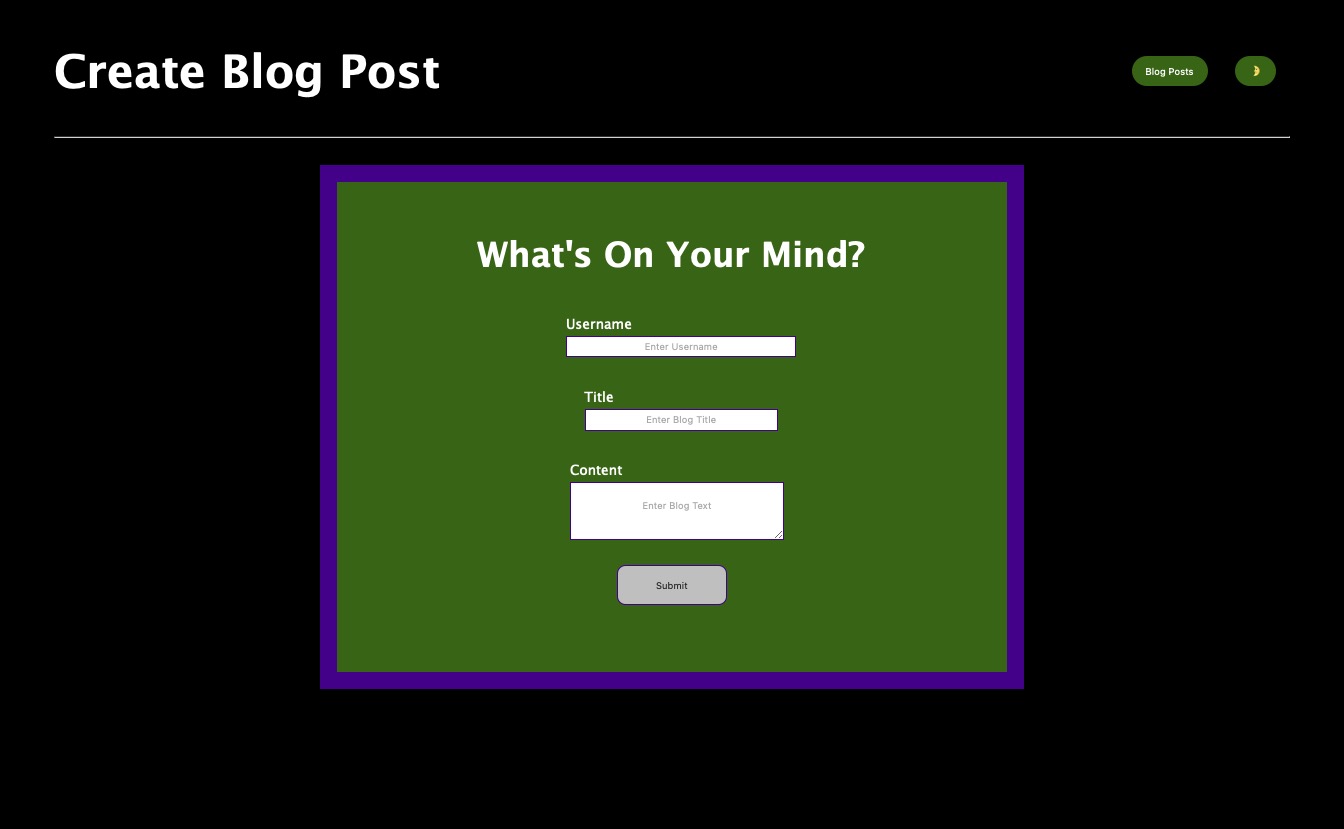 Create Blog Post
Blog Posts
What's On Your Mind?
Username
Enter Username
Title
Enter Blog Title
Content
Enter Blog Text
Submit